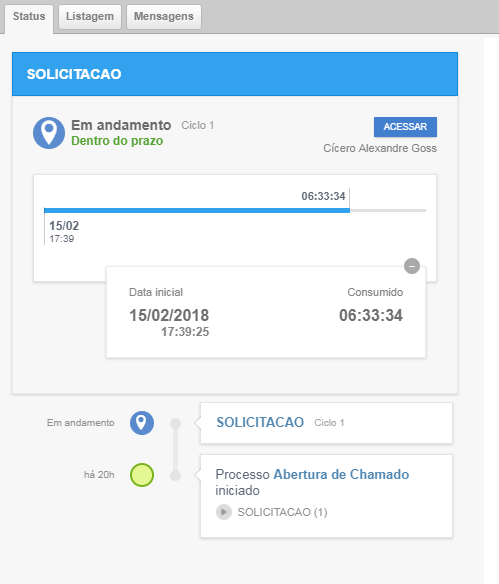 Status Listagem Mensagens
SOLICITACAO
Em andamento Ciclo 1 ACESSAR
Dentro do prazo Cícero Alexandre Goss
06:33:34
15/02
17:39
Data inicial Consumido
15/02/2018 06:33:34
17:39:25
Em andamento SOLICITACAO Ciclo 1
há 20h Processo Abertura de Chamado
iniciado
SOLICITACAO (1)